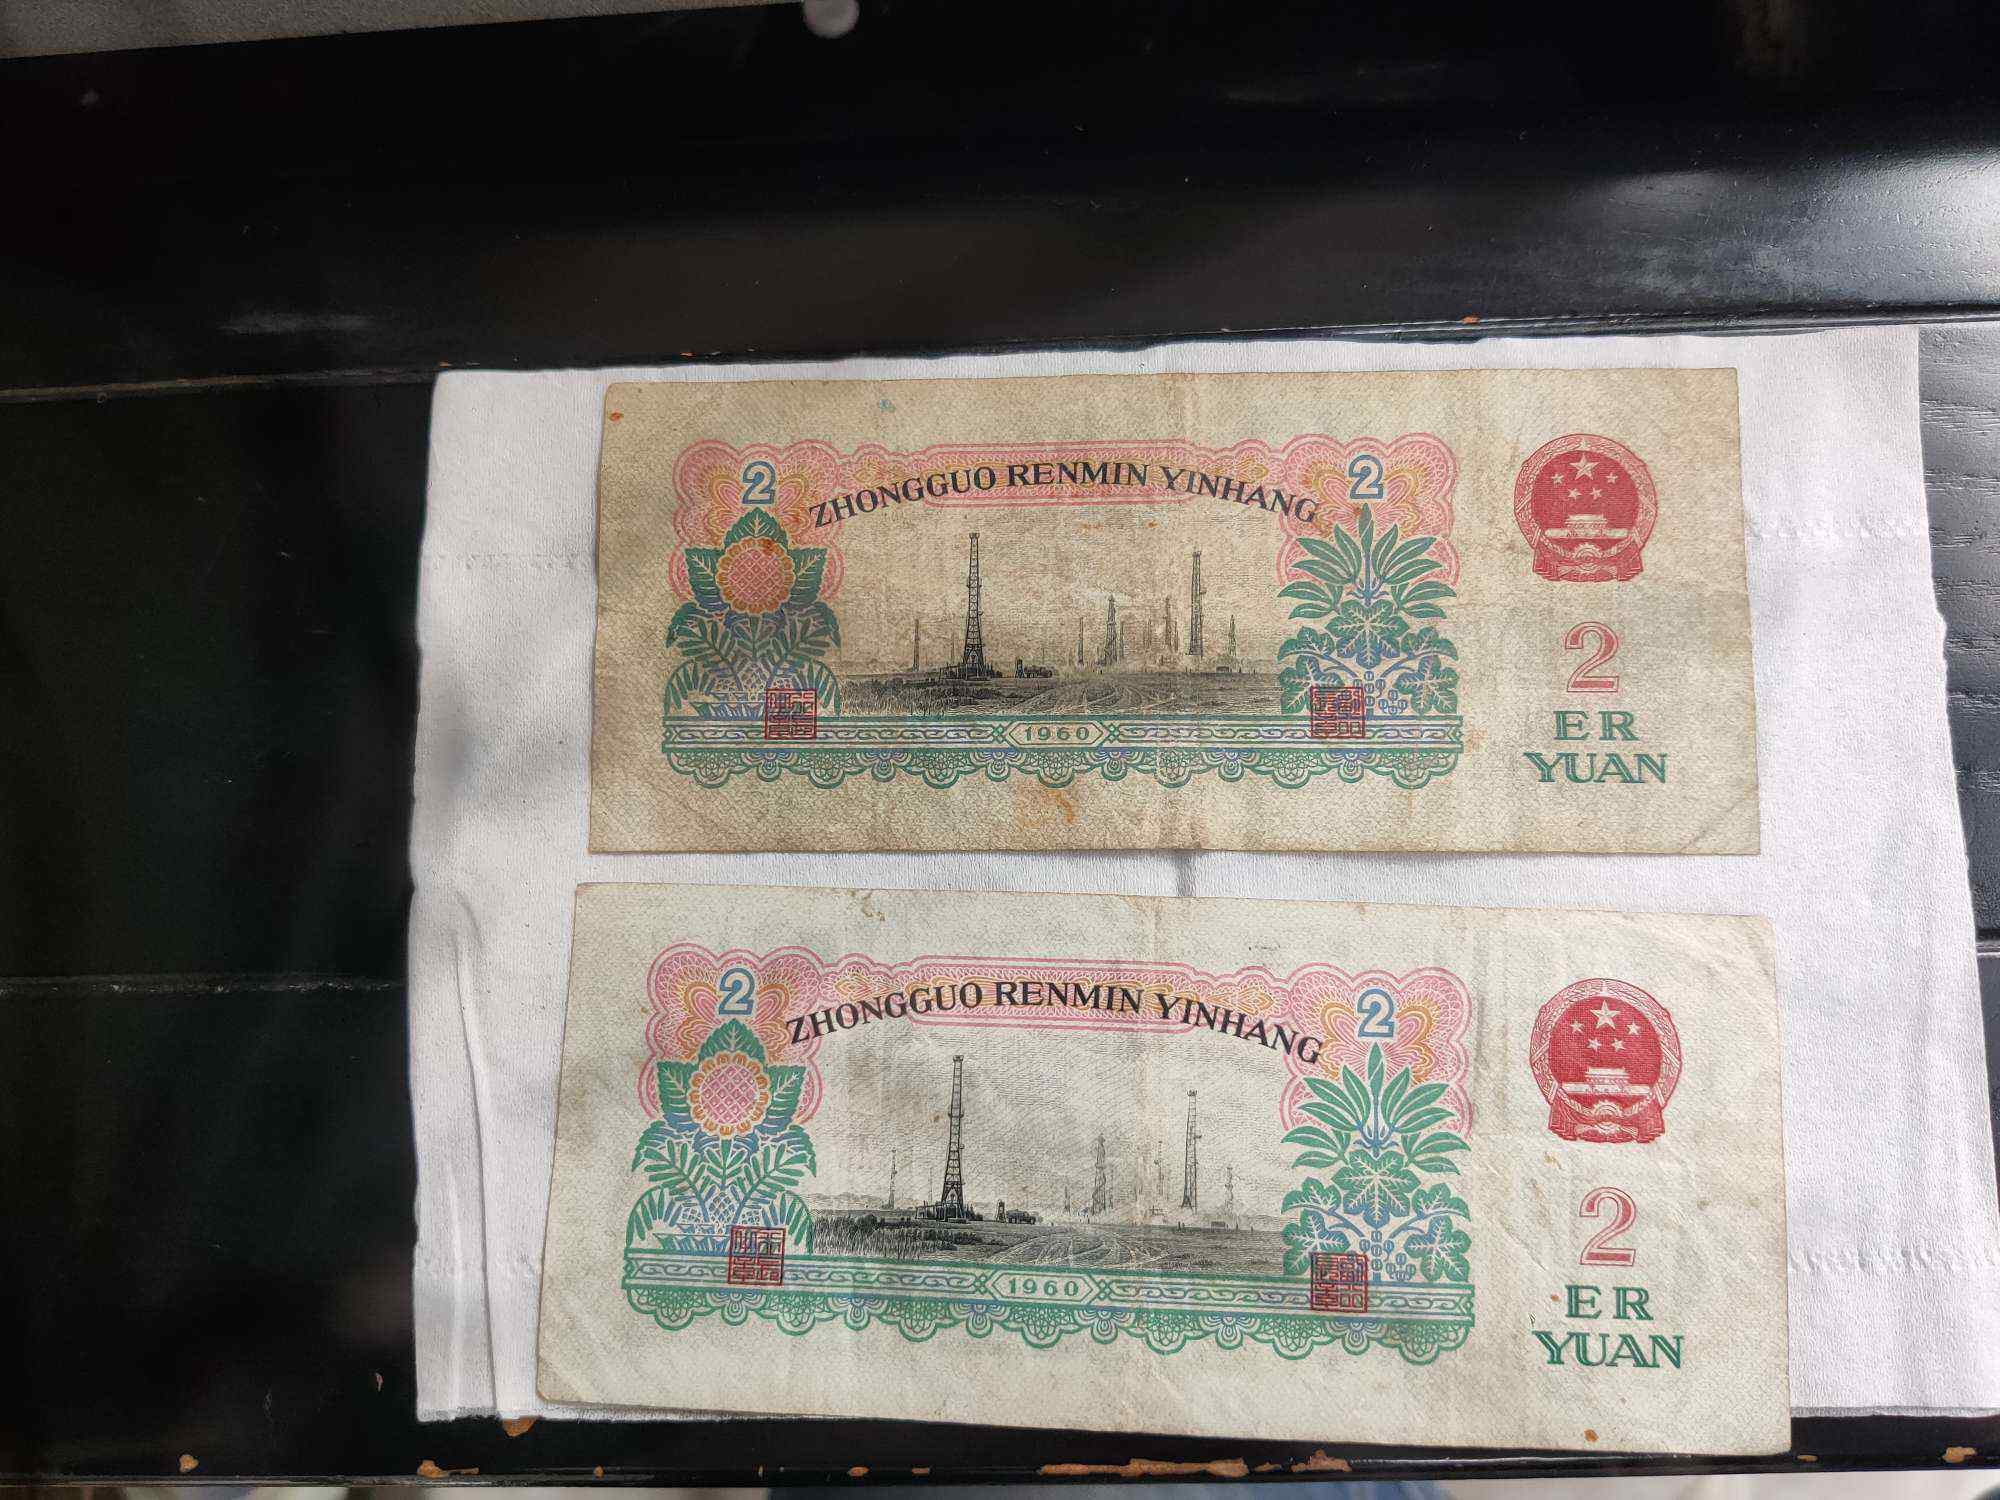 2
ZHONGGUO RENMIN YINHANG
2
2
ER
YUAN
1960
2
ZHONGGUO RENMIN YINHANG
2
2
ER
YUAN
1960